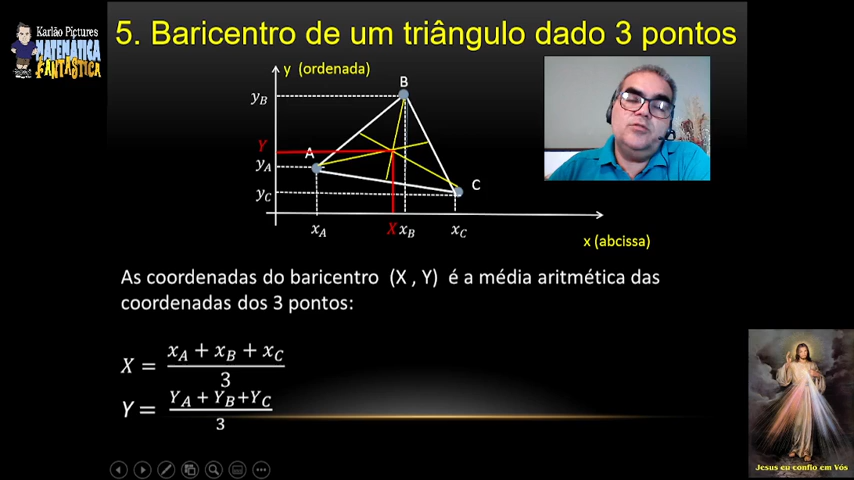 Karlão Pictures
MATEMÁTICA
FANTÁSTICA
5. Baricentro de um triângulo dado 3 pontos
y (ordenada)
B
y_B
Y
A
y_A
C
y_C
x_A
X
x_B
x_C
x (abcissa)
As coordenadas do baricentro (X , Y) é a média aritmética das
coordenadas dos 3 pontos:
X = (x_A + x_B + x_C) / 3
Y = (Y_A + Y_B + Y_C) / 3
Jesus eu confio em Vós